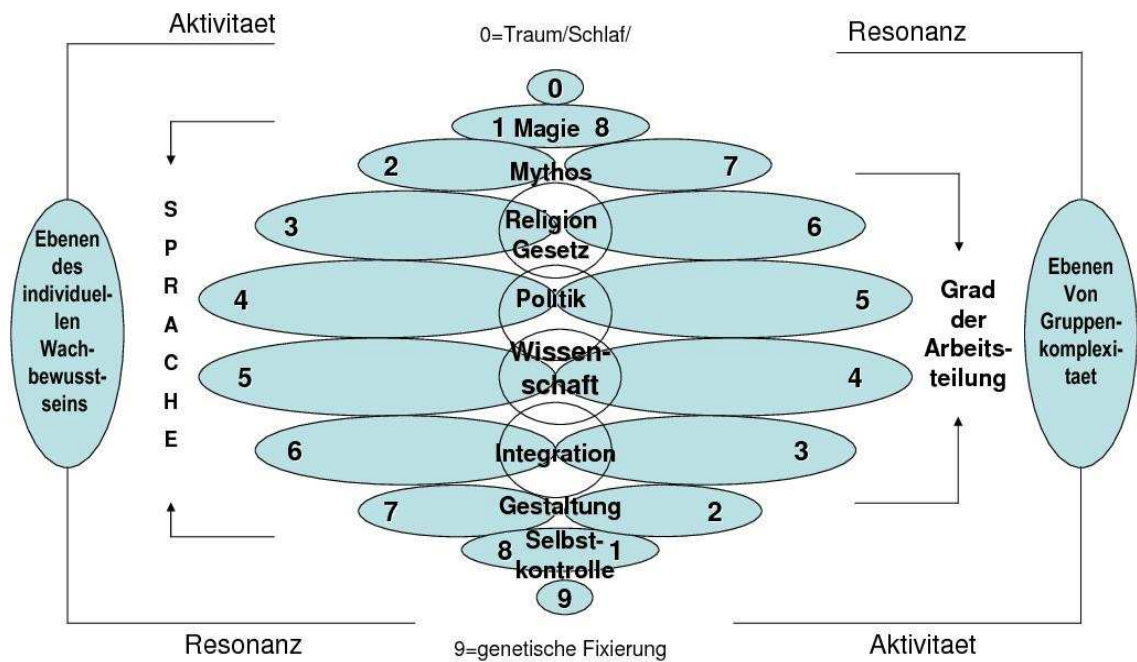 Aktivitaet
0=Traum/Schlaf/
Resonanz
0
1 Magie 8
2 Mythos 7
3 Religion 6
Gesetz
4 Politik 5
5 Wissen- 4
schaft
6 Integration 3
7 Gestaltung 2
8 Selbst- 1
kontrolle
9
S
P
R
A
C
H
E
Ebenen
des
individuel-
len
Wach-
bewusst-
seins
Grad
der
Arbeits-
teilung
Ebenen
Von
Gruppen-
komplexi-
taet
Resonanz
9=genetische Fixierung
Aktivitaet